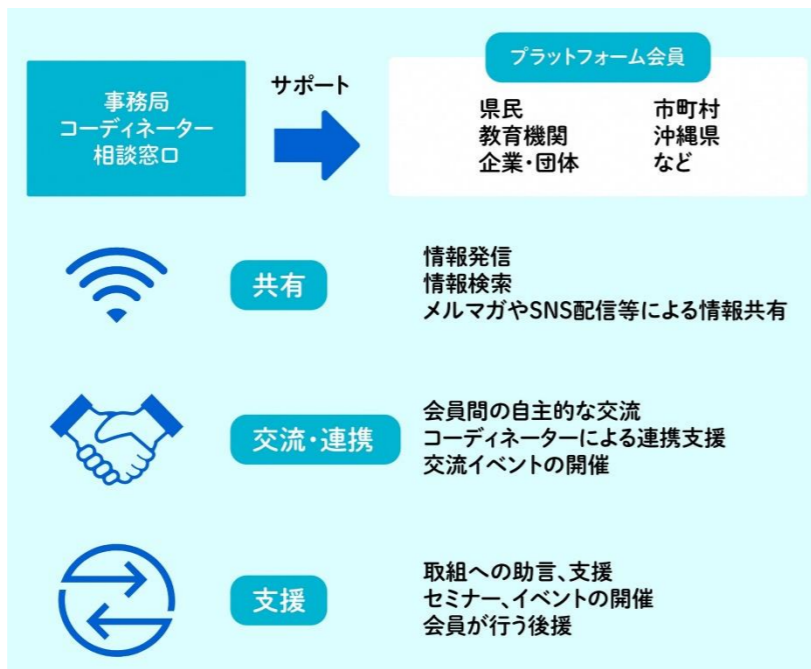 事務局
コーディネーター
相談窓口
サポート
プラットフォーム会員
県民
教育機関
企業・団体
市町村
沖縄県
など
共有
情報発信
情報検索
メルマガやSNS配信等による情報共有
交流・連携
会員間の自主的な交流
コーディネーターによる連携支援
交流イベントの開催
支援
取組への助言、支援
セミナー、イベントの開催
会員が行う後援